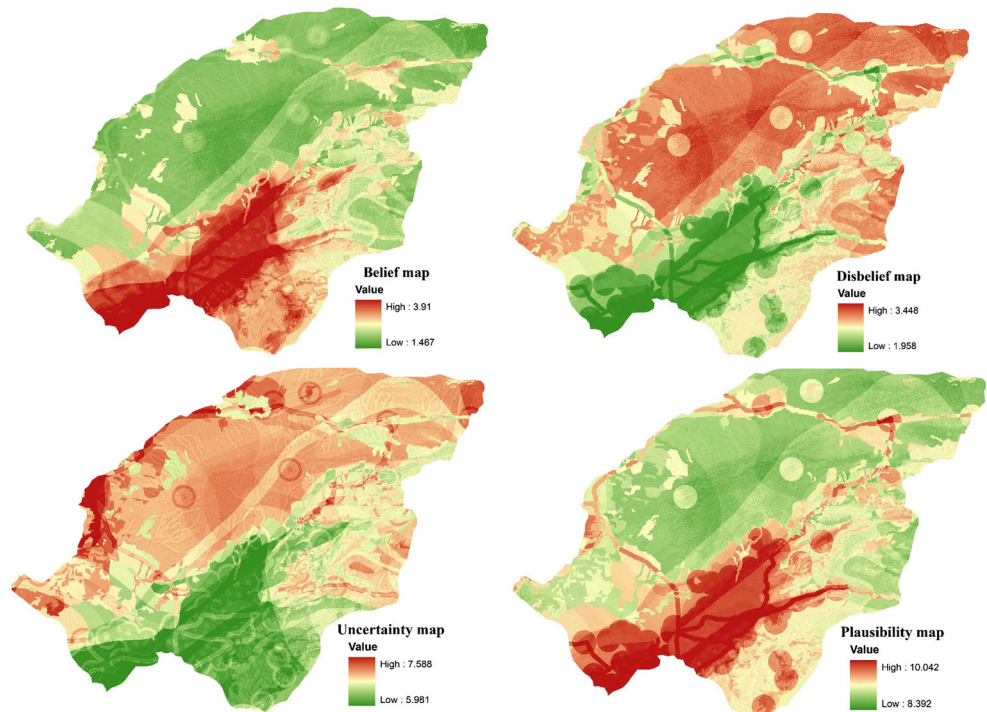 Belief map
Value
High : 3.91
Low : 1.467
Disbelief map
Value
High : 3.448
Low : 1.958
Uncertainty map
Value
High : 7.588
Low : 5.981
Plausibility map
Value
High : 10.042
Low : 8.392